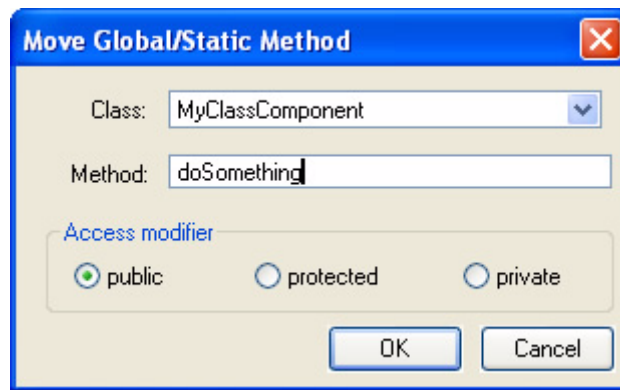 Move Global/Static Method
Class: MyClassComponent
Method: doSomething
Access modifier
public protected private
OK Cancel